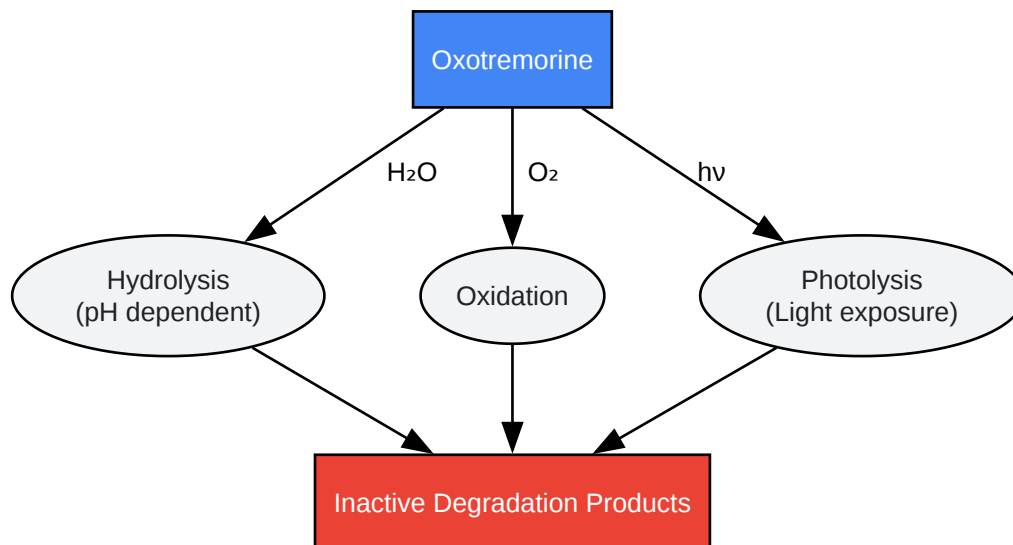 Oxotremorine
H₂O
O₂
hν
Hydrolysis
(pH dependent)
Oxidation
Photolysis
(Light exposure)
Inactive Degradation Products